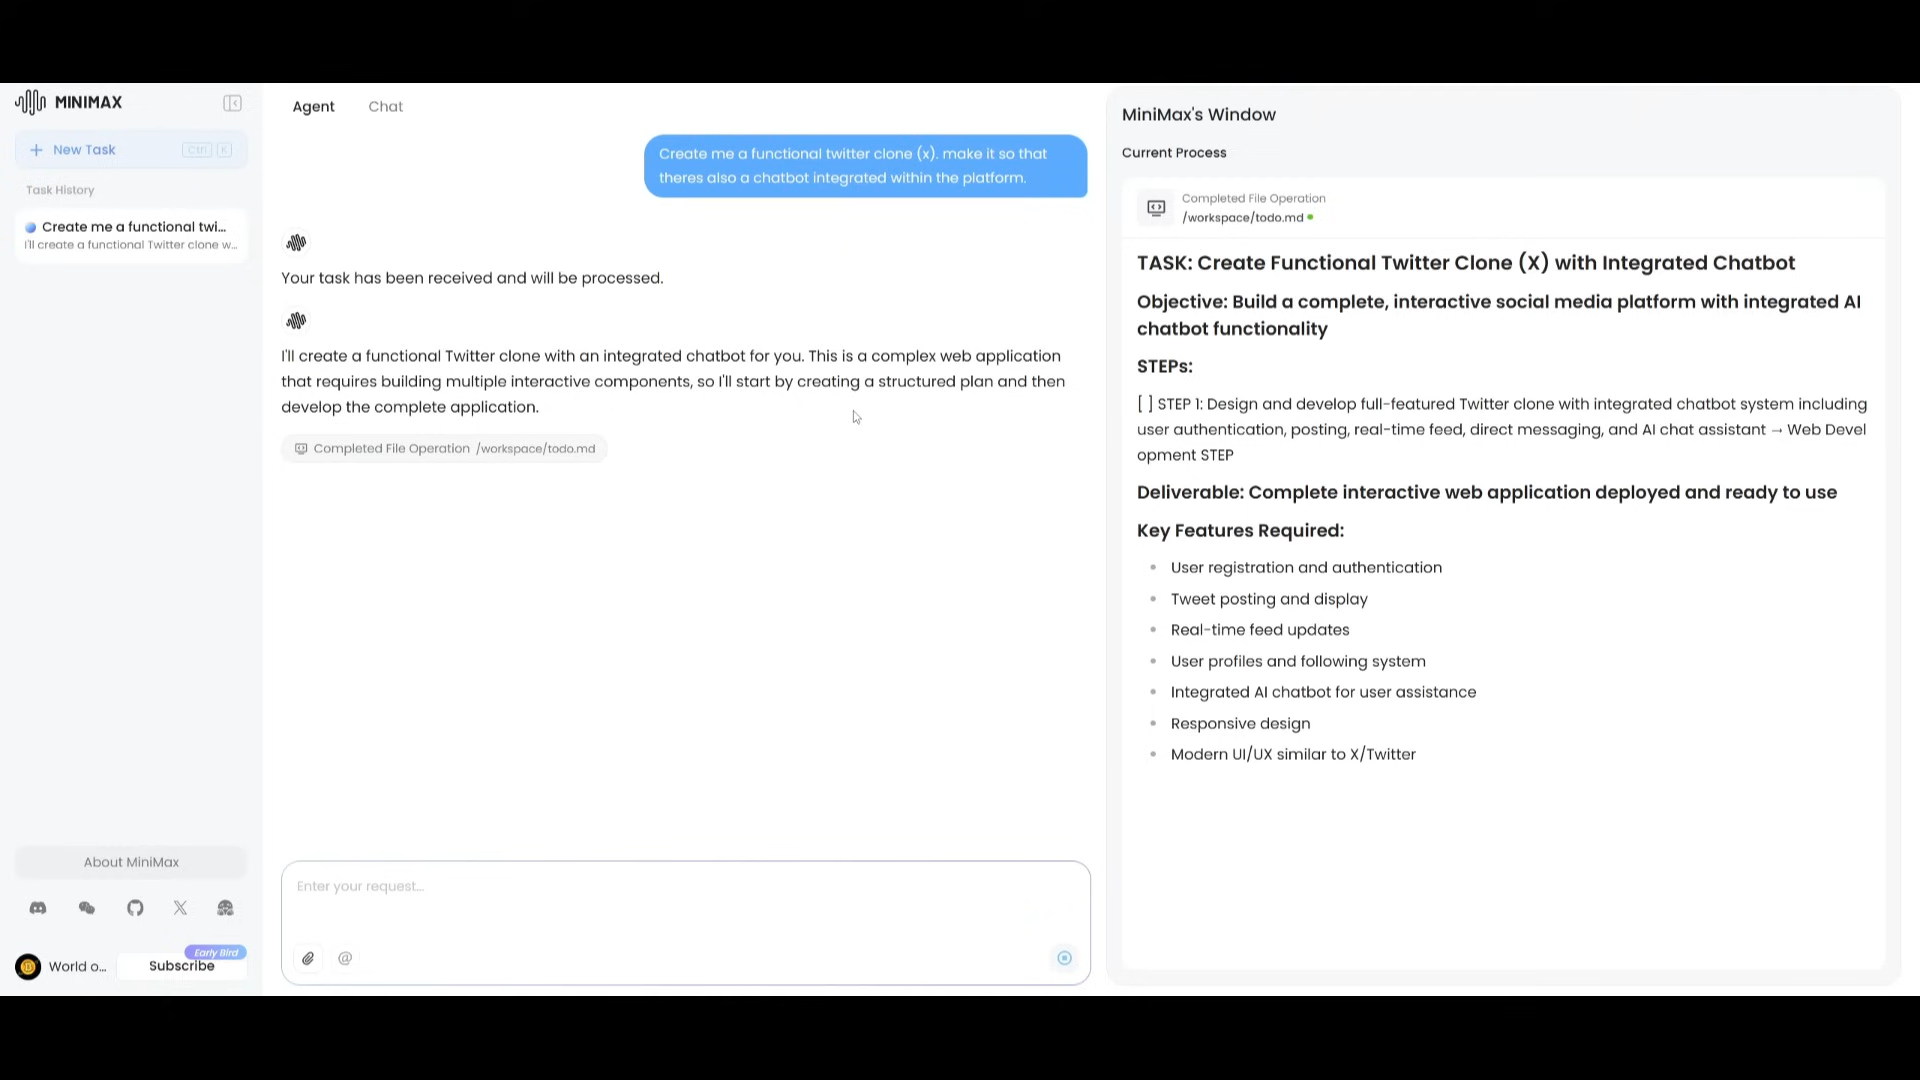 MINIMAX
New Task
Ctrl K
Task History
Create me a functional twi...
I'll create a functional Twitter clone w...
About MiniMax
World o...
Early Bird
Subscribe
Agent
Chat
Create me a functional twitter clone (x). make it so that
theres also a chatbot integrated within the platform.
Your task has been received and will be processed.
I'll create a functional Twitter clone with an integrated chatbot for you. This is a complex web application
that requires building multiple interactive components, so I'll start by creating a structured plan and then
develop the complete application.
Completed File Operation /workspace/todo.md
Enter your request...
MiniMax's Window
Current Process
Completed File Operation
/workspace/todo.md
TASK: Create Functional Twitter Clone (X) with Integrated Chatbot
Objective: Build a complete, interactive social media platform with integrated AI
chatbot functionality
STEPs:
[ ] STEP 1: Design and develop full-featured Twitter clone with integrated chatbot system including
user authentication, posting, real-time feed, direct messaging, and AI chat assistant → Web Devel
opment STEP
Deliverable: Complete interactive web application deployed and ready to use
Key Features Required:
• User registration and authentication
• Tweet posting and display
• Real-time feed updates
• User profiles and following system
• Integrated AI chatbot for user assistance
• Responsive design
• Modern UI/UX similar to X/Twitter